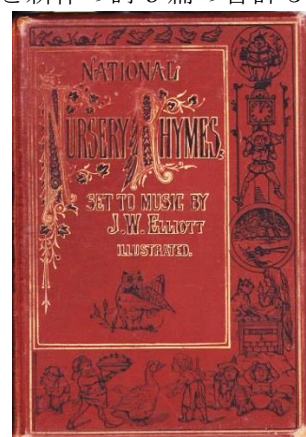 NATIONAL
NURSERY RHYMES,
SET TO MUSIC BY
J.W. ELLIOTT
ILLUSTRATED.